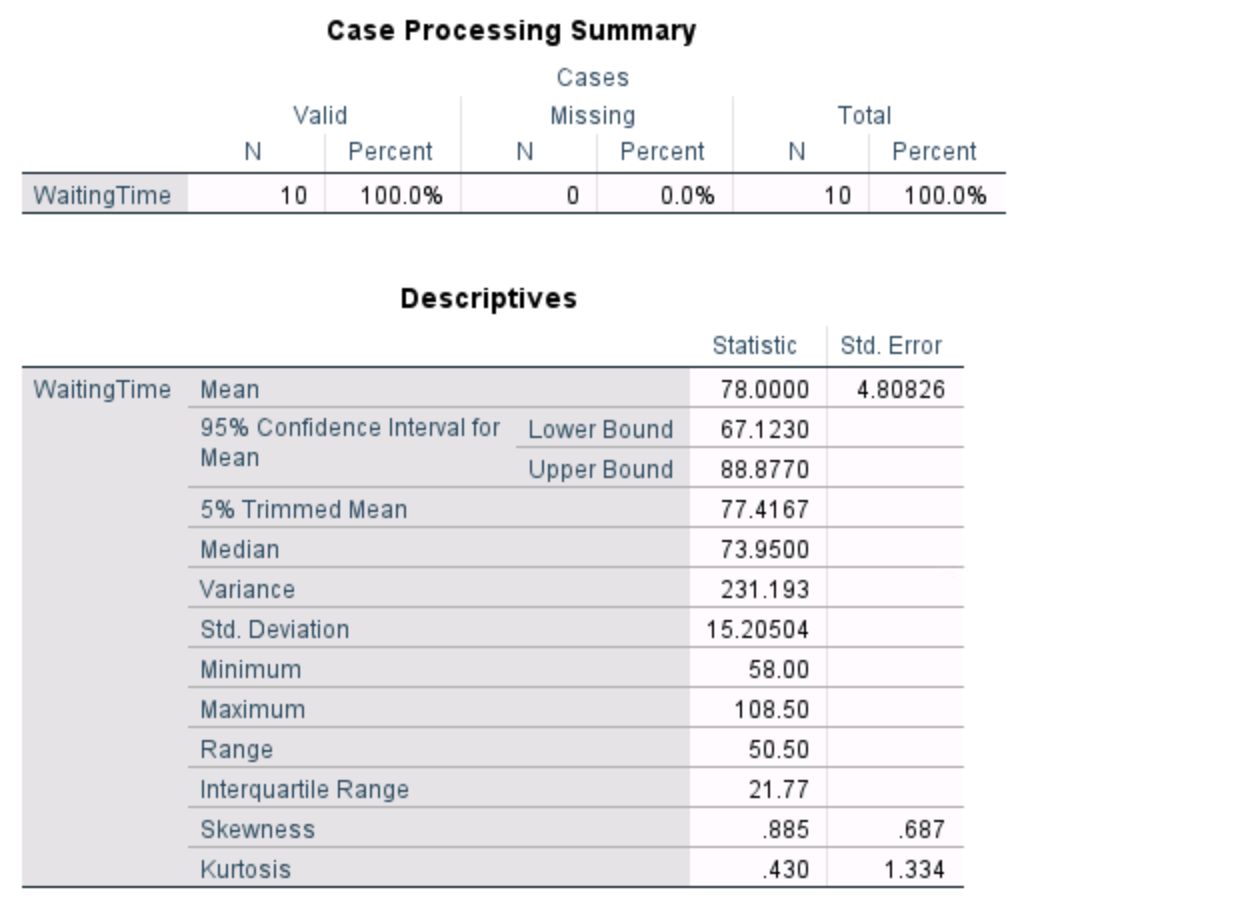 Case Processing Summary
Cases
Valid Missing Total
N Percent N Percent N Percent
WaitingTime 10 100.0% 0 0.0% 10 100.0%
Descriptives
Statistic Std. Error
WaitingTime Mean 78.0000 4.80826
95% Confidence Interval for Mean Lower Bound 67.1230
Upper Bound 88.8770
5% Trimmed Mean 77.4167
Median 73.9500
Variance 231.193
Std. Deviation 15.20504
Minimum 58.00
Maximum 108.50
Range 50.50
Interquartile Range 21.77
Skewness .885 .687
Kurtosis .430 1.334